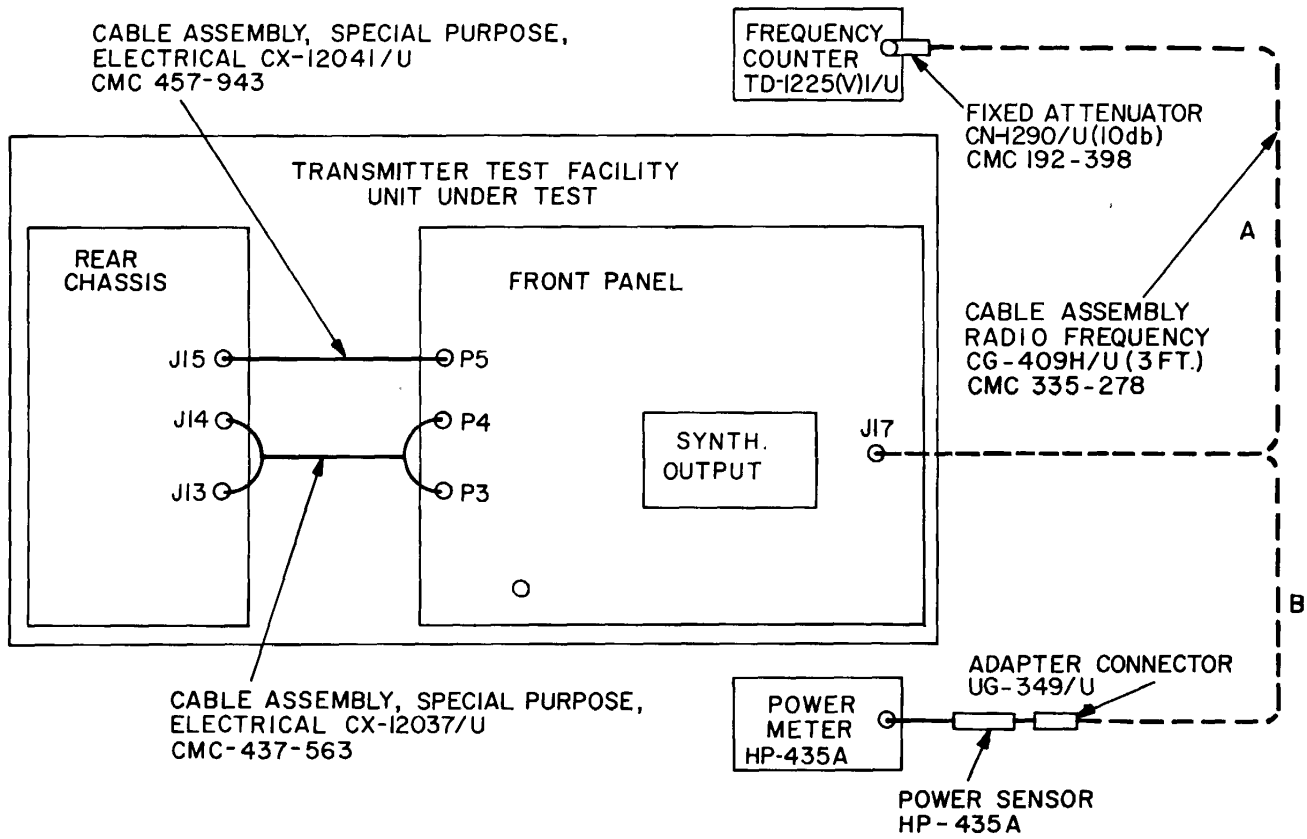 CABLE ASSEMBLY, SPECIAL PURPOSE,
ELECTRICAL CX-12041/U
CMC 457-943
FREQUENCY
COUNTER
TD-1225(V)1/U
FIXED ATTENUATOR
CN-1290/U(10db)
CMC 192-398
TRANSMITTER TEST FACILITY
UNIT UNDER TEST
REAR
CHASSIS
FRONT PANEL
A
CABLE ASSEMBLY
RADIO FREQUENCY
CG-409H/U (3 FT.)
CMC 335-278
J15
P5
J14
P4
J13
P3
SYNTH.
OUTPUT
J17
B
CABLE ASSEMBLY, SPECIAL PURPOSE,
ELECTRICAL CX-12037/U
CMC-437-563
POWER
METER
HP-435A
ADAPTER CONNECTOR
UG-349/U
POWER SENSOR
HP-435A